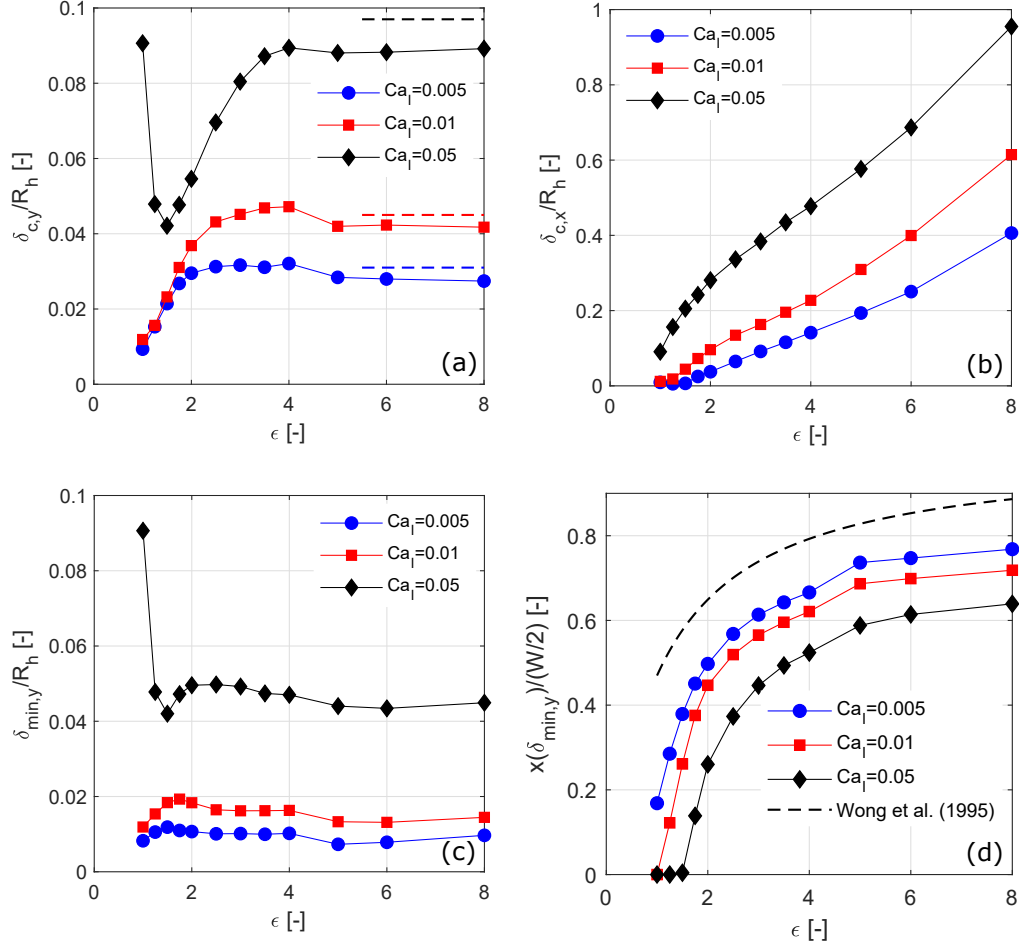 0.1
0.08
0.06
0.04
0.02
0
δc,y/Rh [-]
Cal=0.005
Cal=0.01
Cal=0.05
(a)
0 2 4 6 8
ϵ [-]
1
0.8
0.6
0.4
0.2
0
δc,x/Rh [-]
Cal=0.005
Cal=0.01
Cal=0.05
(b)
0 2 4 6 8
ϵ [-]
0.1
0.08
0.06
0.04
0.02
0
δmin,y/Rh [-]
Cal=0.005
Cal=0.01
Cal=0.05
(c)
0 2 4 6 8
ϵ [-]
0.8
0.6
0.4
0.2
0
x(δmin,y)/(W/2) [-]
Cal=0.005
Cal=0.01
Cal=0.05
Wong et al. (1995)
(d)
0 2 4 6 8
ϵ [-]